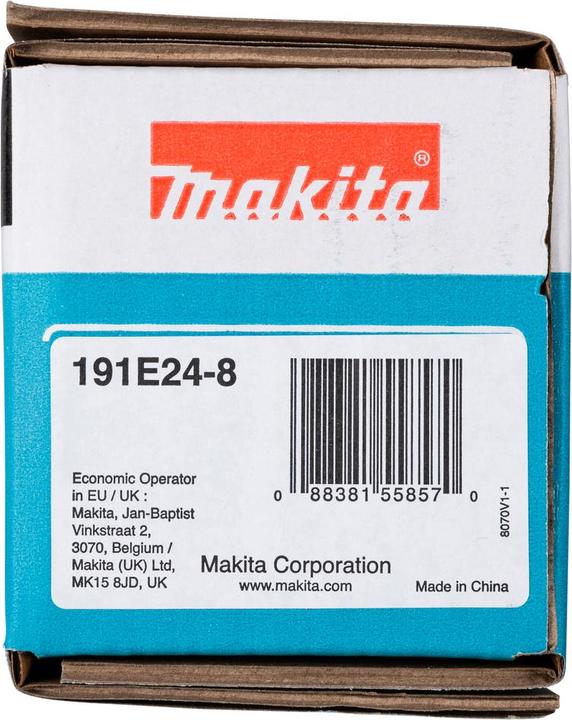 makita®
191E24-8
0 88381 55857 0
8070V1-1
Economic Operator
in EU / UK :
Makita, Jan-Baptist
Vinkstraat 2,
3070, Belgium /
Makita (UK) Ltd,
MK15 8JD, UK
Makita Corporation
www.makita.com
Made in China